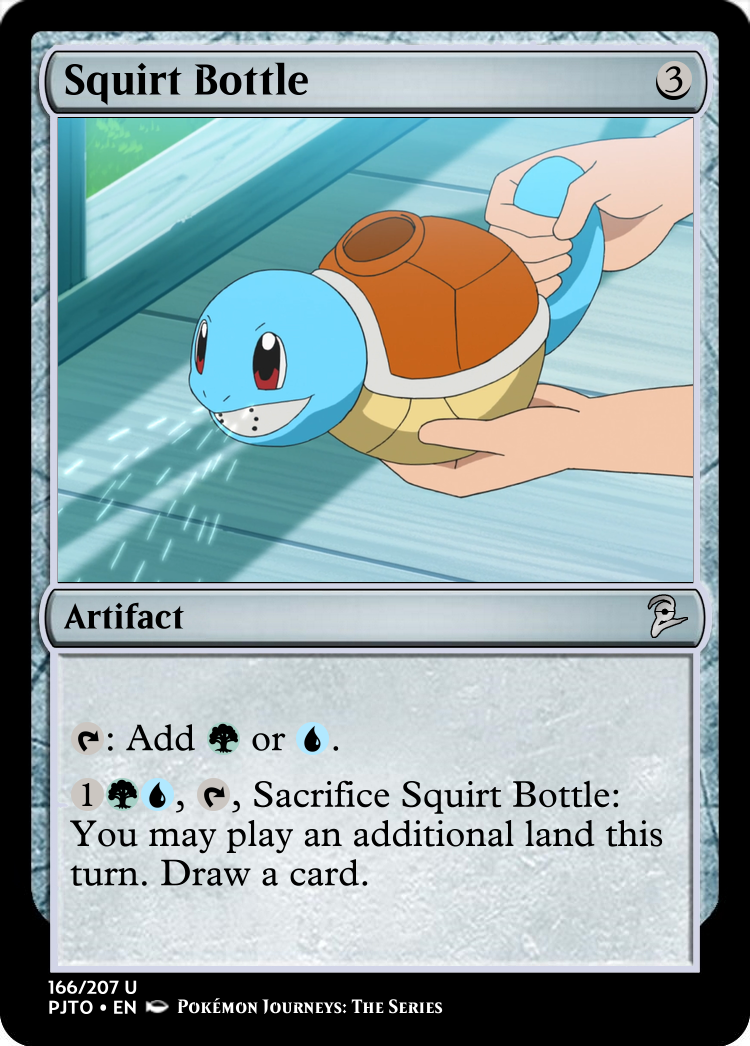 Squirt Bottle 3
Artifact
: Add or .
1 , , Sacrifice Squirt Bottle:
You may play an additional land this
turn. Draw a card.
166/207 U
PJTO • EN Pokémon Journeys: The Series